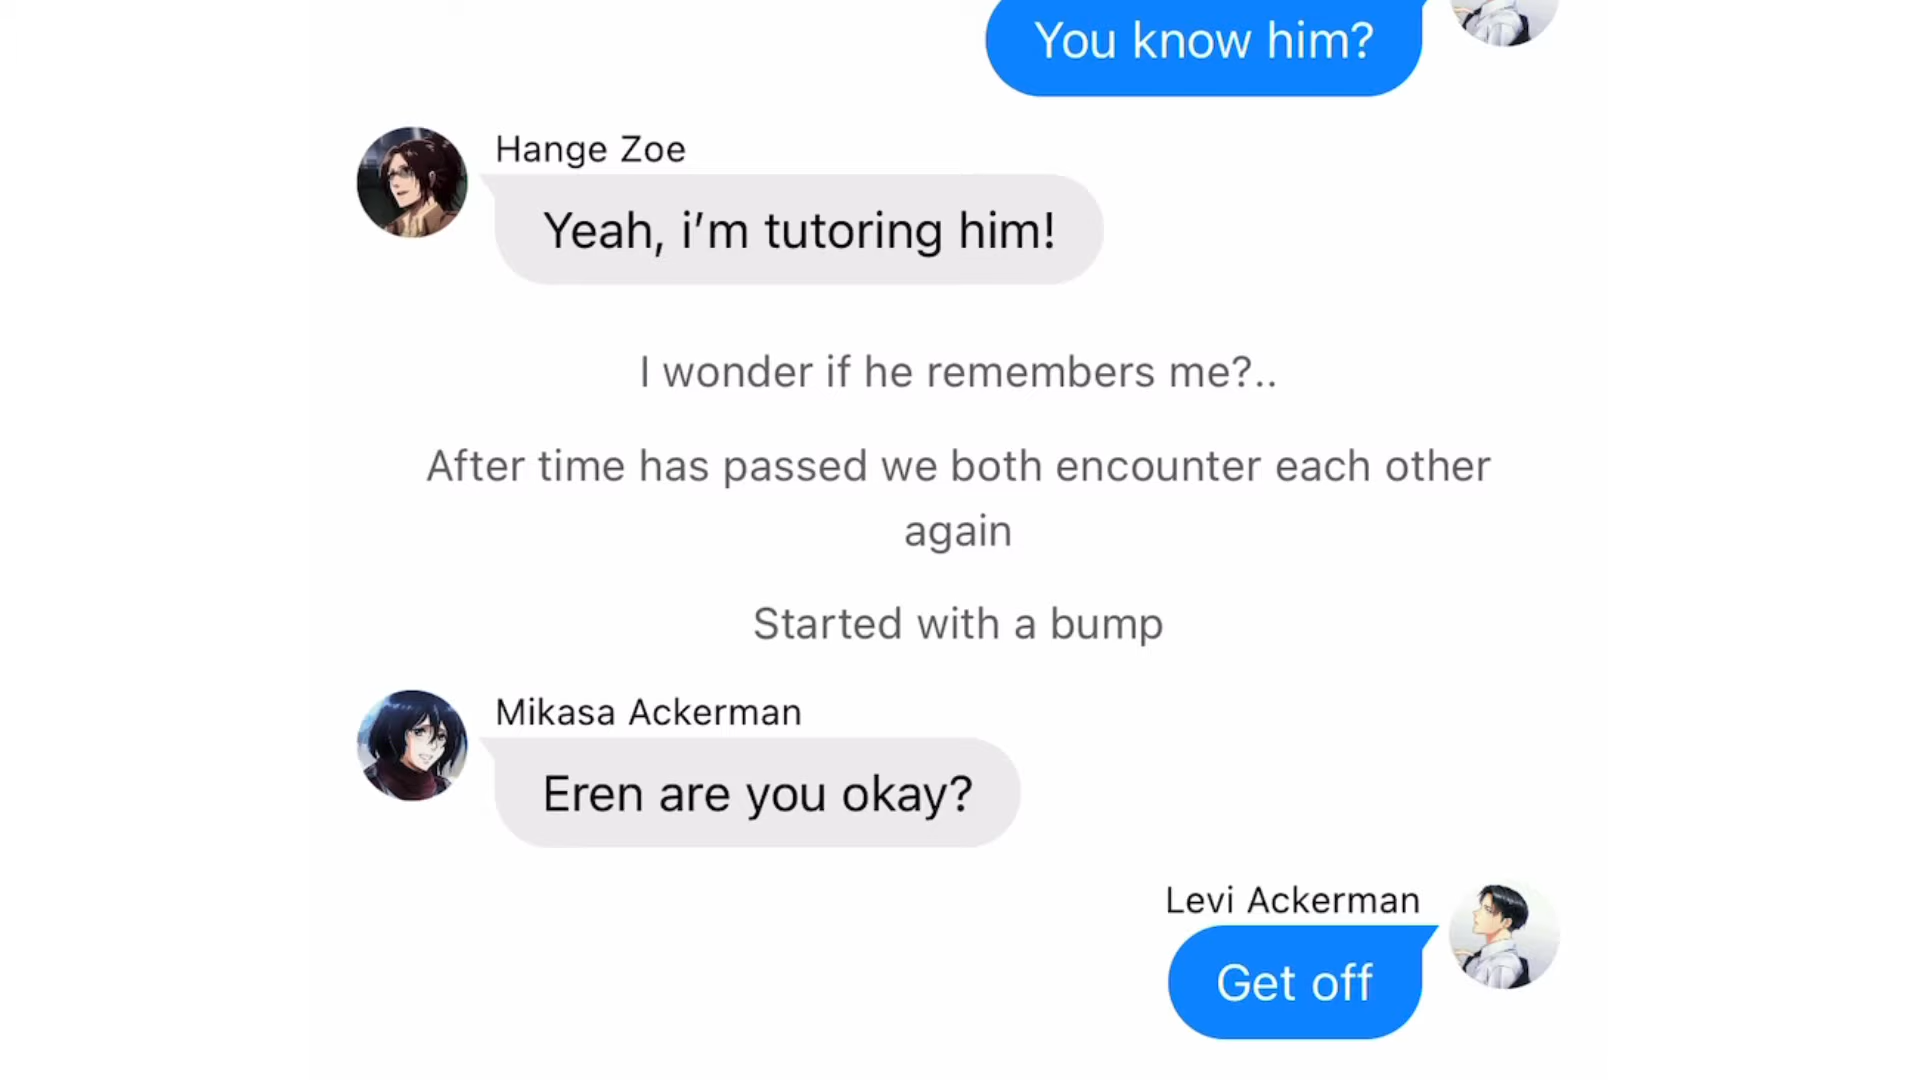 You know him?
Hange Zoe
Yeah, i’m tutoring him!
I wonder if he remembers me?..
After time has passed we both encounter each other
again
Started with a bump
Mikasa Ackerman
Eren are you okay?
Levi Ackerman
Get off